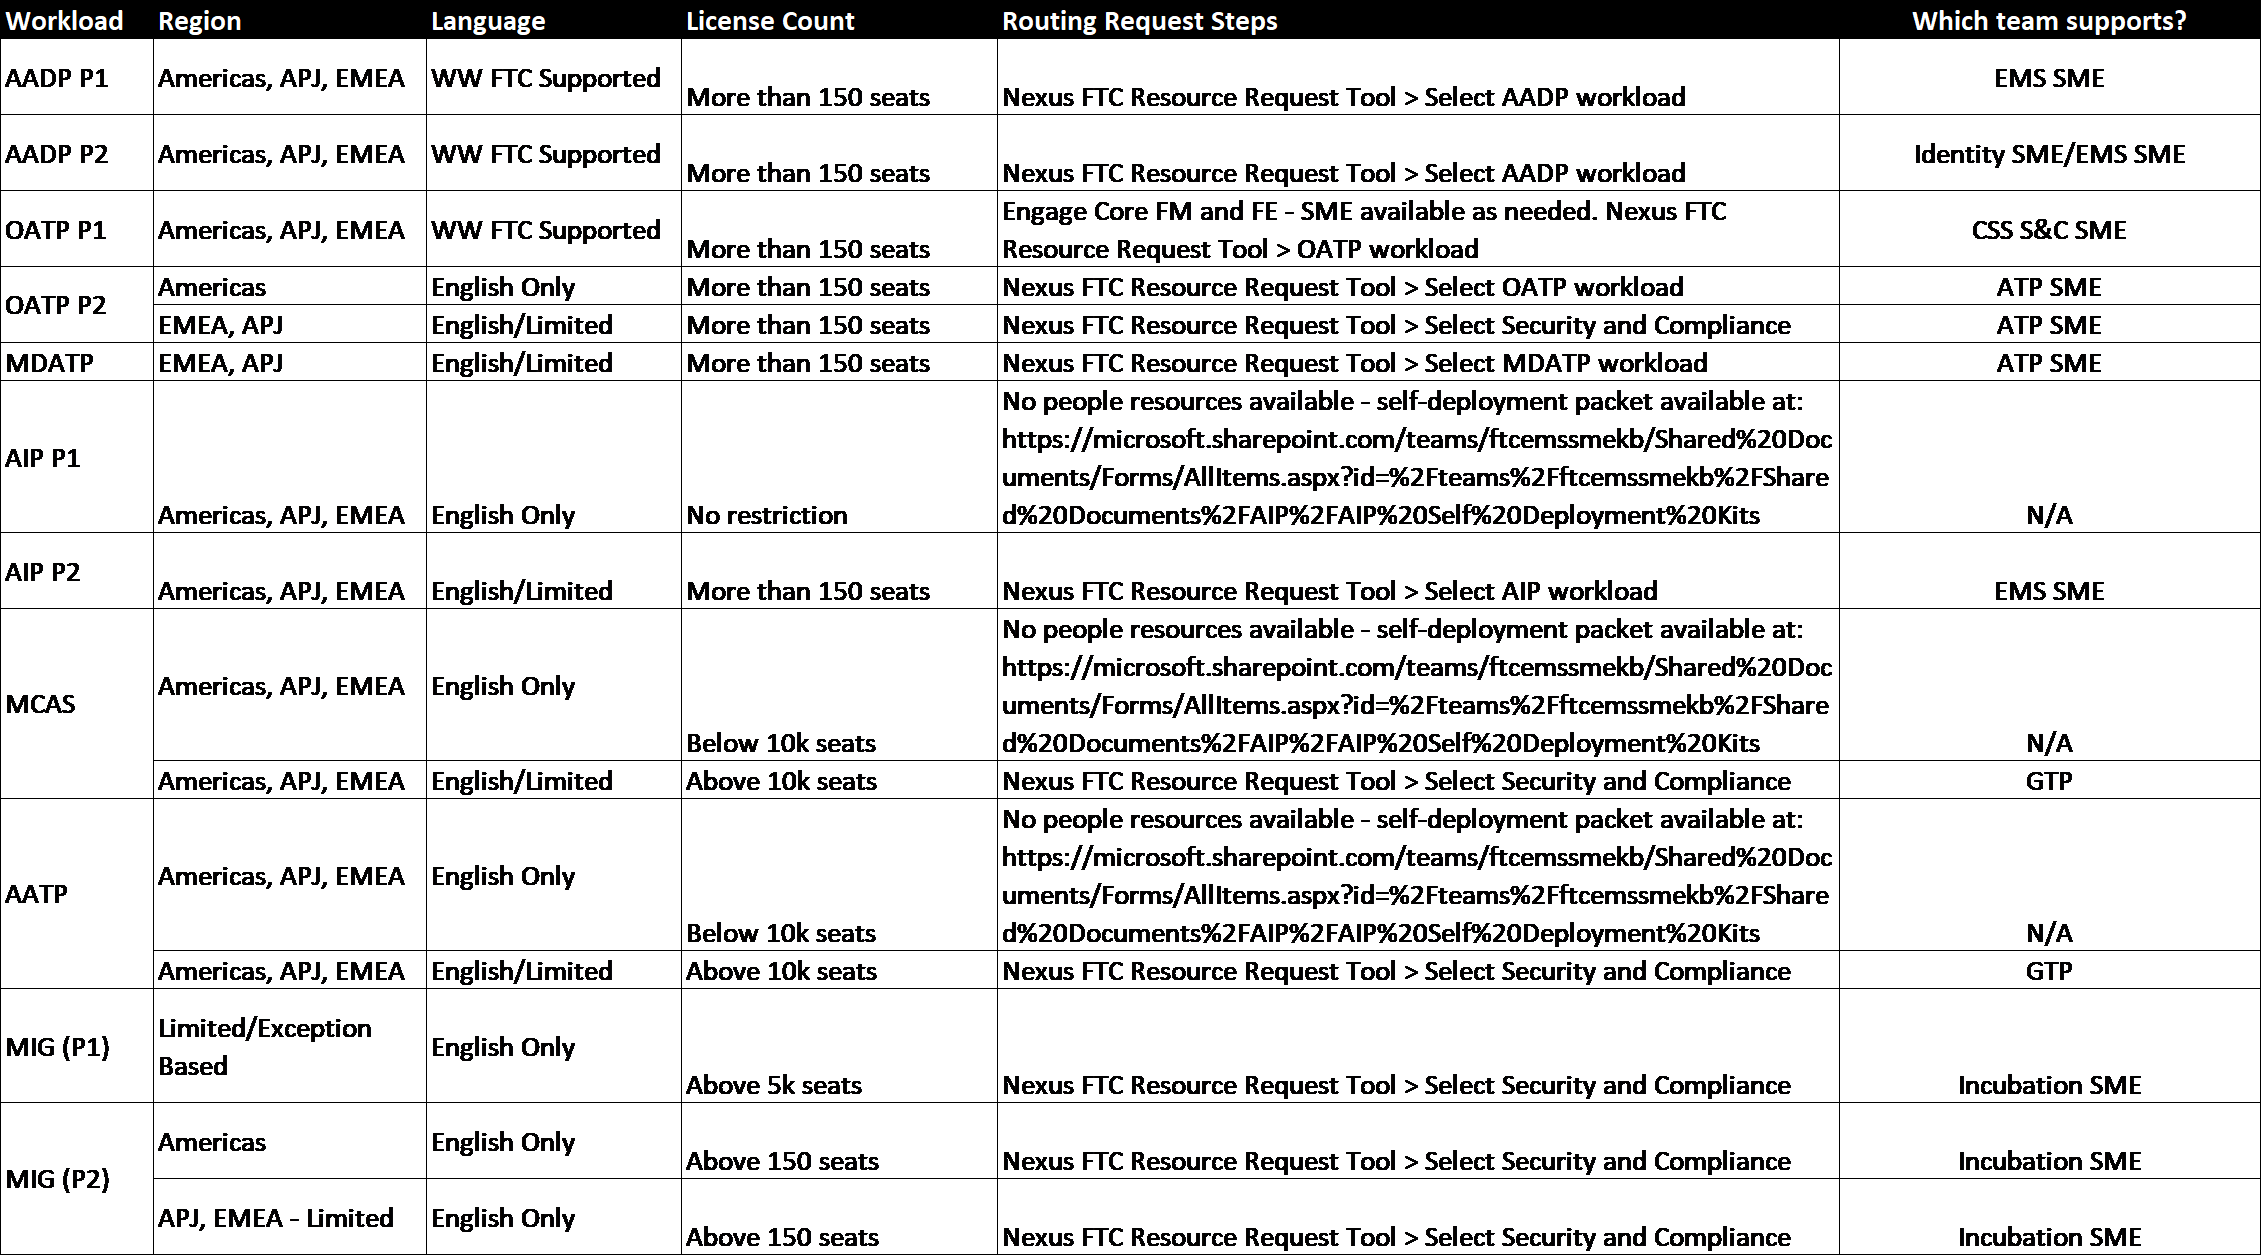 Workload Region Language License Count Routing Request Steps Which team supports?
AADP P1 Americas, APJ, EMEA WW FTC Supported More than 150 seats Nexus FTC Resource Request Tool > Select AADP workload EMS SME
AADP P2 Americas, APJ, EMEA WW FTC Supported More than 150 seats Nexus FTC Resource Request Tool > Select AADP workload Identity SME/EMS SME
OATP P1 Americas, APJ, EMEA WW FTC Supported More than 150 seats Engage Core FM and FE - SME available as needed. Nexus FTC
Resource Request Tool > OATP workload CSS S&C SME
OATP P2 Americas English Only More than 150 seats Nexus FTC Resource Request Tool > Select OATP workload ATP SME
EMEA, APJ English/Limited More than 150 seats Nexus FTC Resource Request Tool > Select Security and Compliance ATP SME
MDATP EMEA, APJ English/Limited More than 150 seats Nexus FTC Resource Request Tool > Select MDATP workload ATP SME
AIP P1 Americas, APJ, EMEA English Only No restriction No people resources available - self-deployment packet available at:
https://microsoft.sharepoint.com/teams/ftcemssmekb/Shared%20Doc
uments/Forms/AllItems.aspx?id=%2Fteams%2Fftcemssmekb%2FShare
d%20Documents%2FAIP%2FAIP%20Self%20Deployment%20Kits N/A
AIP P2 Americas, APJ, EMEA English/Limited More than 150 seats Nexus FTC Resource Request Tool > Select AIP workload EMS SME
MCAS Americas, APJ, EMEA English Only Below 10k seats No people resources available - self-deployment packet available at:
https://microsoft.sharepoint.com/teams/ftcemssmekb/Shared%20Doc
uments/Forms/AllItems.aspx?id=%2Fteams%2Fftcemssmekb%2FShare
d%20Documents%2FAIP%2FAIP%20Self%20Deployment%20Kits N/A
Americas, APJ, EMEA English/Limited Above 10k seats Nexus FTC Resource Request Tool > Select Security and Compliance GTP
AATP Americas, APJ, EMEA English Only Below 10k seats No people resources available - self-deployment packet available at:
https://microsoft.sharepoint.com/teams/ftcemssmekb/Shared%20Doc
uments/Forms/AllItems.aspx?id=%2Fteams%2Fftcemssmekb%2FShare
d%20Documents%2FAIP%2FAIP%20Self%20Deployment%20Kits N/A
Americas, APJ, EMEA English/Limited Above 10k seats Nexus FTC Resource Request Tool > Select Security and Compliance GTP
MIG (P1) Limited/Exception
Based English Only Above 5k seats Nexus FTC Resource Request Tool > Select Security and Compliance Incubation SME
MIG (P2) Americas English Only Above 150 seats Nexus FTC Resource Request Tool > Select Security and Compliance Incubation SME
APJ, EMEA - Limited English Only Above 150 seats Nexus FTC Resource Request Tool > Select Security and Compliance Incubation SME